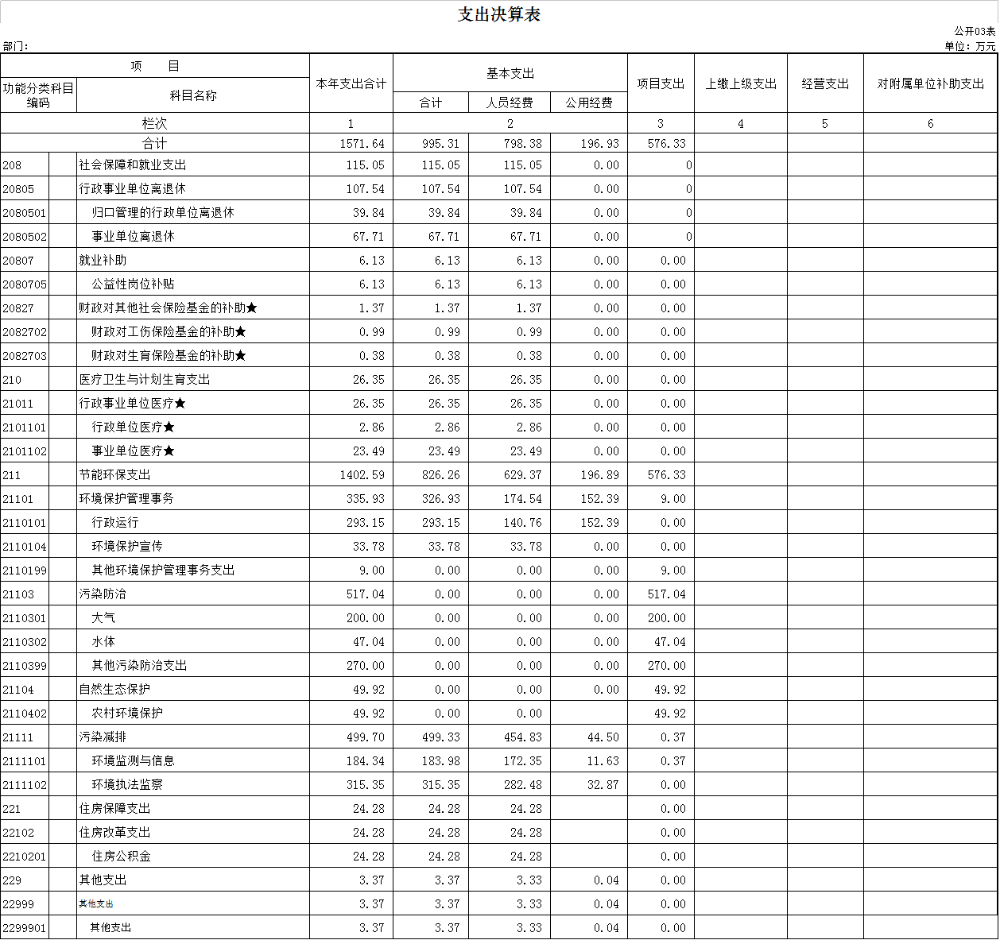 支出决算表
公开03表
部门： 单位：万元
项 目 本年支出合计 基本支出 项目支出 上缴上级支出 经营支出 对附属单位补助支出
功能分类科目编码 科目名称 合计 人员经费 公用经费
栏次 1 2 3 4 5 6
合计 1571.64 995.31 798.38 196.93 576.33
208 社会保障和就业支出 115.05 115.05 115.05 0.00 0
20805 行政事业单位离退休 107.54 107.54 107.54 0.00 0
2080501 归口管理的行政单位离退休 39.84 39.84 39.84 0.00 0
2080502 事业单位离退休 67.71 67.71 67.71 0.00 0
20807 就业补助 6.13 6.13 6.13 0.00 0.00
2080705 公益性岗位补贴 6.13 6.13 6.13 0.00 0.00
20827 财政对其他社会保险基金的补助★ 1.37 1.37 1.37 0.00 0.00
2082702 财政对工伤保险基金的补助★ 0.99 0.99 0.99 0.00 0.00
2082703 财政对生育保险基金的补助★ 0.38 0.38 0.38 0.00 0.00
210 医疗卫生与计划生育支出 26.35 26.35 26.35 0.00 0.00
21011 行政事业单位医疗★ 26.35 26.35 26.35 0.00 0.00
2101101 行政单位医疗★ 2.86 2.86 2.86 0.00 0.00
2101102 事业单位医疗★ 23.49 23.49 23.49 0.00 0.00
211 节能环保支出 1402.59 826.26 629.37 196.89 576.33
21101 环境保护管理事务 335.93 326.93 174.54 152.39 9.00
2110101 行政运行 293.15 293.15 140.76 152.39 0.00
2110104 环境保护宣传 33.78 33.78 33.78 0.00 0.00
2110199 其他环境保护管理事务支出 9.00 0.00 0.00 0.00 9.00
21103 污染防治 517.04 0.00 0.00 0.00 517.04
2110301 大气 200.00 0.00 0.00 0.00 200.00
2110302 水体 47.04 0.00 0.00 0.00 47.04
2110399 其他污染防治支出 270.00 0.00 0.00 0.00 270.00
21104 自然生态保护 49.92 0.00 0.00 0.00 49.92
2110402 农村环境保护 49.92 0.00 0.00 49.92
21111 污染减排 499.70 499.33 454.83 44.50 0.37
2111101 环境监测与信息 184.34 183.98 172.35 11.63 0.37
2111102 环境执法监察 315.35 315.35 282.48 32.87 0.00
221 住房保障支出 24.28 24.28 24.28 0.00
22102 住房改革支出 24.28 24.28 24.28 0.00
2210201 住房公积金 24.28 24.28 24.28 0.00
229 其他支出 3.37 3.37 3.33 0.04 0.00
22999 其他支出 3.37 3.37 3.33 0.04 0.00
2299901 其他支出 3.37 3.37 3.33 0.04 0.00